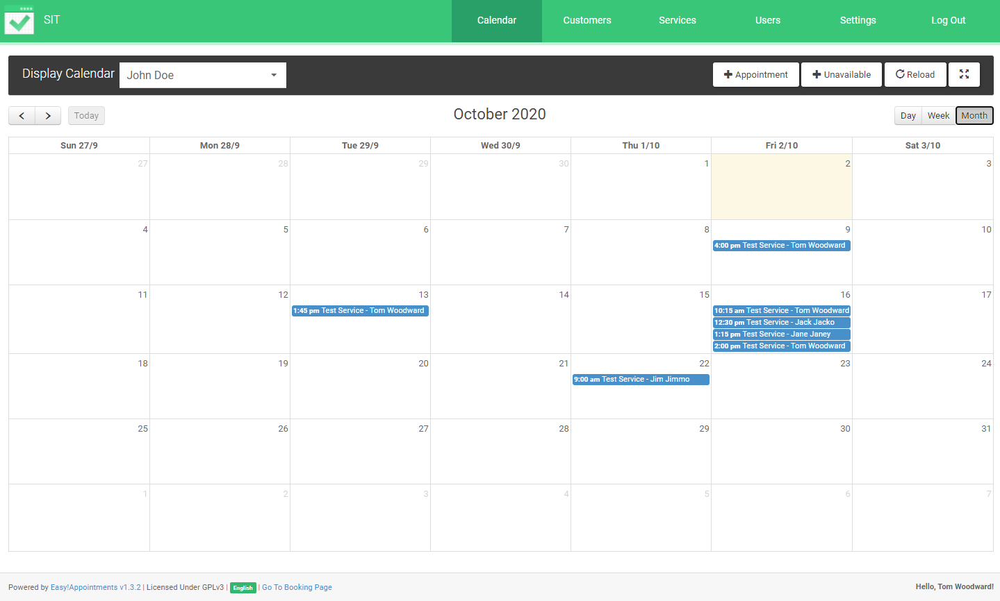 SIT
Calendar Customers Services Users Settings Log Out
Display Calendar John Doe Appointment Unavailable Reload
Today October 2020 Day Week Month
Sun 27/9 Mon 28/9 Tue 29/9 Wed 30/9 Thu 1/10 Fri 2/10 Sat 3/10
27 28 29 30 1 2 3
4 5 6 7 8 9 10
4:00 pm Test Service - Tom Woodward
11 12 13 14 15 16 17
1:45 pm Test Service - Tom Woodward 10:15 am Test Service - Tom Woodward
12:30 pm Test Service - Jack Jacko
1:15 pm Test Service - Jane Janey
2:00 pm Test Service - Tom Woodward
18 19 20 21 22 23 24
9:00 am Test Service - Jim Jimmo
25 26 27 28 29 30 31
1 2 3 4 5 6 7
Powered by Easy!Appointments v1.3.2 | Licensed Under GPLv3 | English | Go To Booking Page Hello, Tom Woodward!